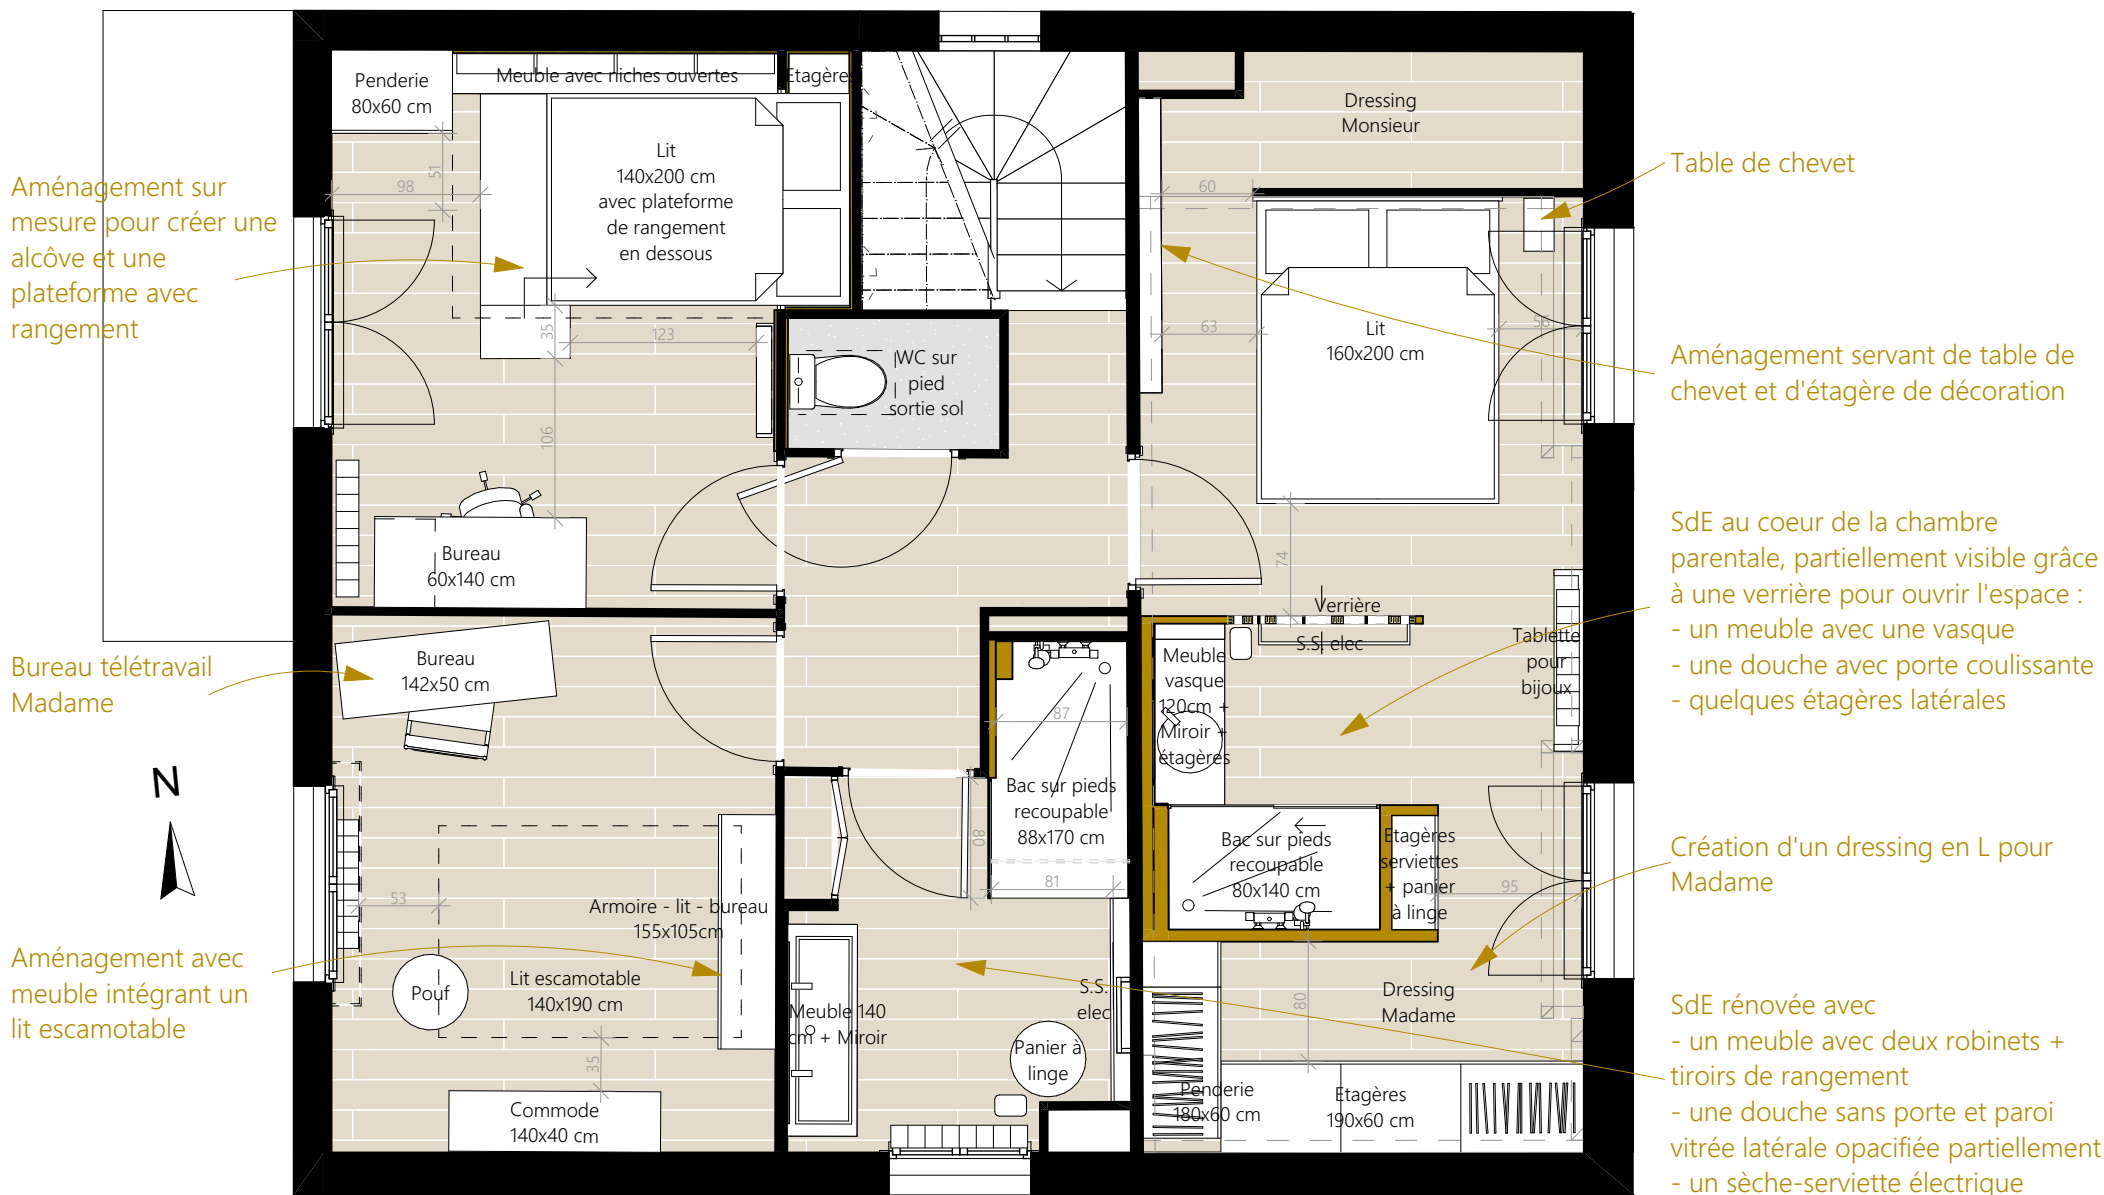 Penderie
80x60 cm
Meuble avec niches ouvertes
Etagères
Lit
140x200 cm
avec plateforme
de rangement
en dessous
51
98
35
123
106
WC sur
pied
sortie sol
Bureau
60x140 cm
Dressing
Monsieur
60
63
56
Lit
160x200 cm
74
Verrière
S.S. elec
Tablette
pour
bijoux
Meuble
vasque
120cm +
Miroir +
étagères
Bac sur pieds
recoupable
80x140 cm
Etagères
serviettes
+ panier
à linge
95
80
Dressing
Madame
Penderie
180x60 cm
Etagères
190x60 cm
87
Bac sur pieds
recoupable
88x170 cm
80
81
S.S.
elec
Meuble 140
cm + Miroir
Panier à
linge
Bureau
142x50 cm
53
Armoire - lit - bureau
155x105cm
Lit escamotable
140x190 cm
Pouf
35
Commode
140x40 cm
Aménagement sur
mesure pour créer une
alcôve et une
plateforme avec
rangement
Bureau télétravail
Madame
N
Aménagement avec
meuble intégrant un
lit escamotable
Table de chevet
Aménagement servant de table de
chevet et d'étagère de décoration
SdE au coeur de la chambre
parentale, partiellement visible grâce
à une verrière pour ouvrir l'espace :
- un meuble avec une vasque
- une douche avec porte coulissante
- quelques étagères latérales
Création d'un dressing en L pour
Madame
SdE rénovée avec
- un meuble avec deux robinets +
tiroirs de rangement
- une douche sans porte et paroi
vitrée latérale opacifiée partiellement
- un sèche-serviette électrique